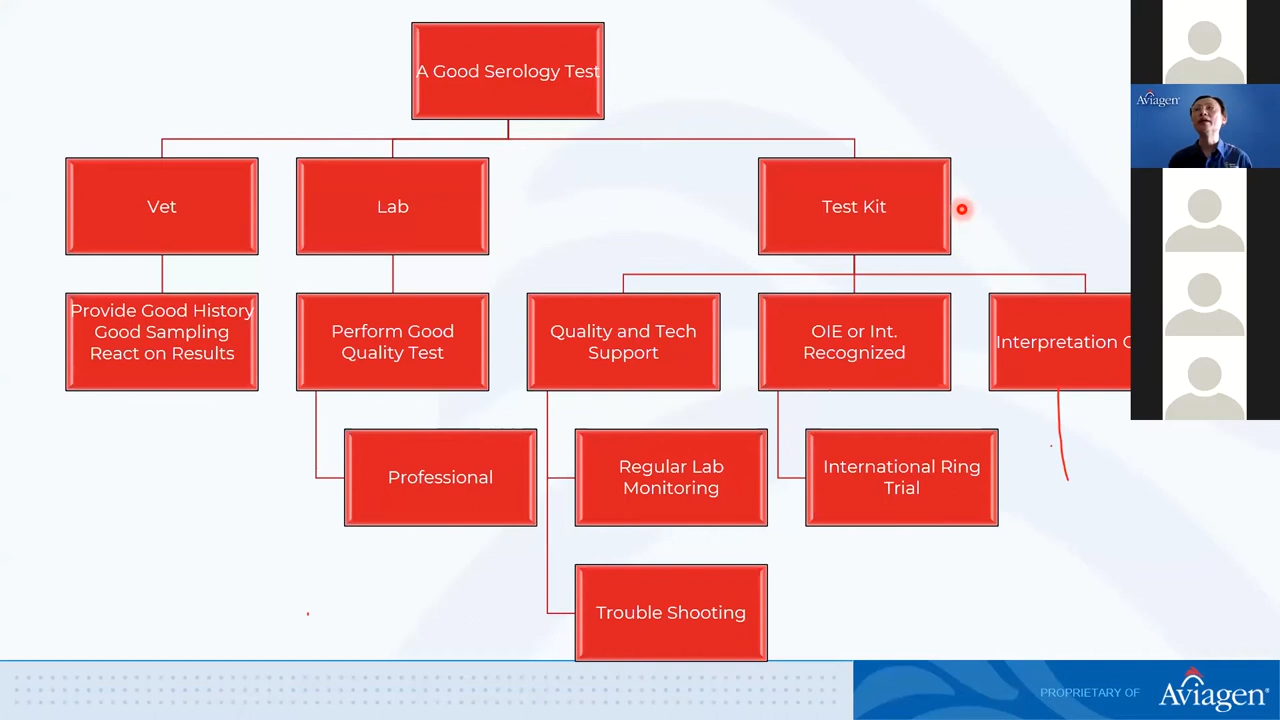 A Good Serology Test
Aviagen
Vet
Lab
Test Kit
Provide Good History
Good Sampling
React on Results
Perform Good
Quality Test
Quality and Tech
Support
OIE or Int.
Recognized
Interpretation
Professional
Regular Lab
Monitoring
International Ring
Trial
Trouble Shooting
PROPRIETARY OF
Aviagen®